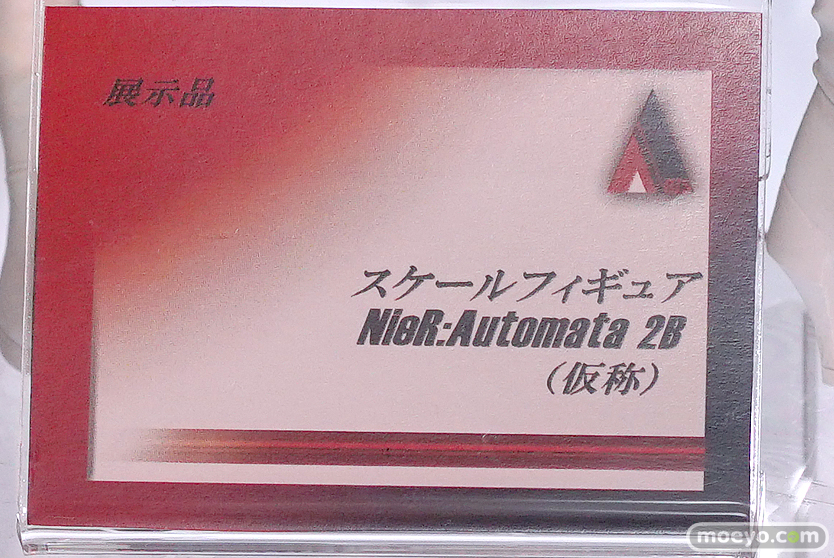 展示品
スケールフィギュア
NieR:Automata 2B
(仮称)
moeyo.com